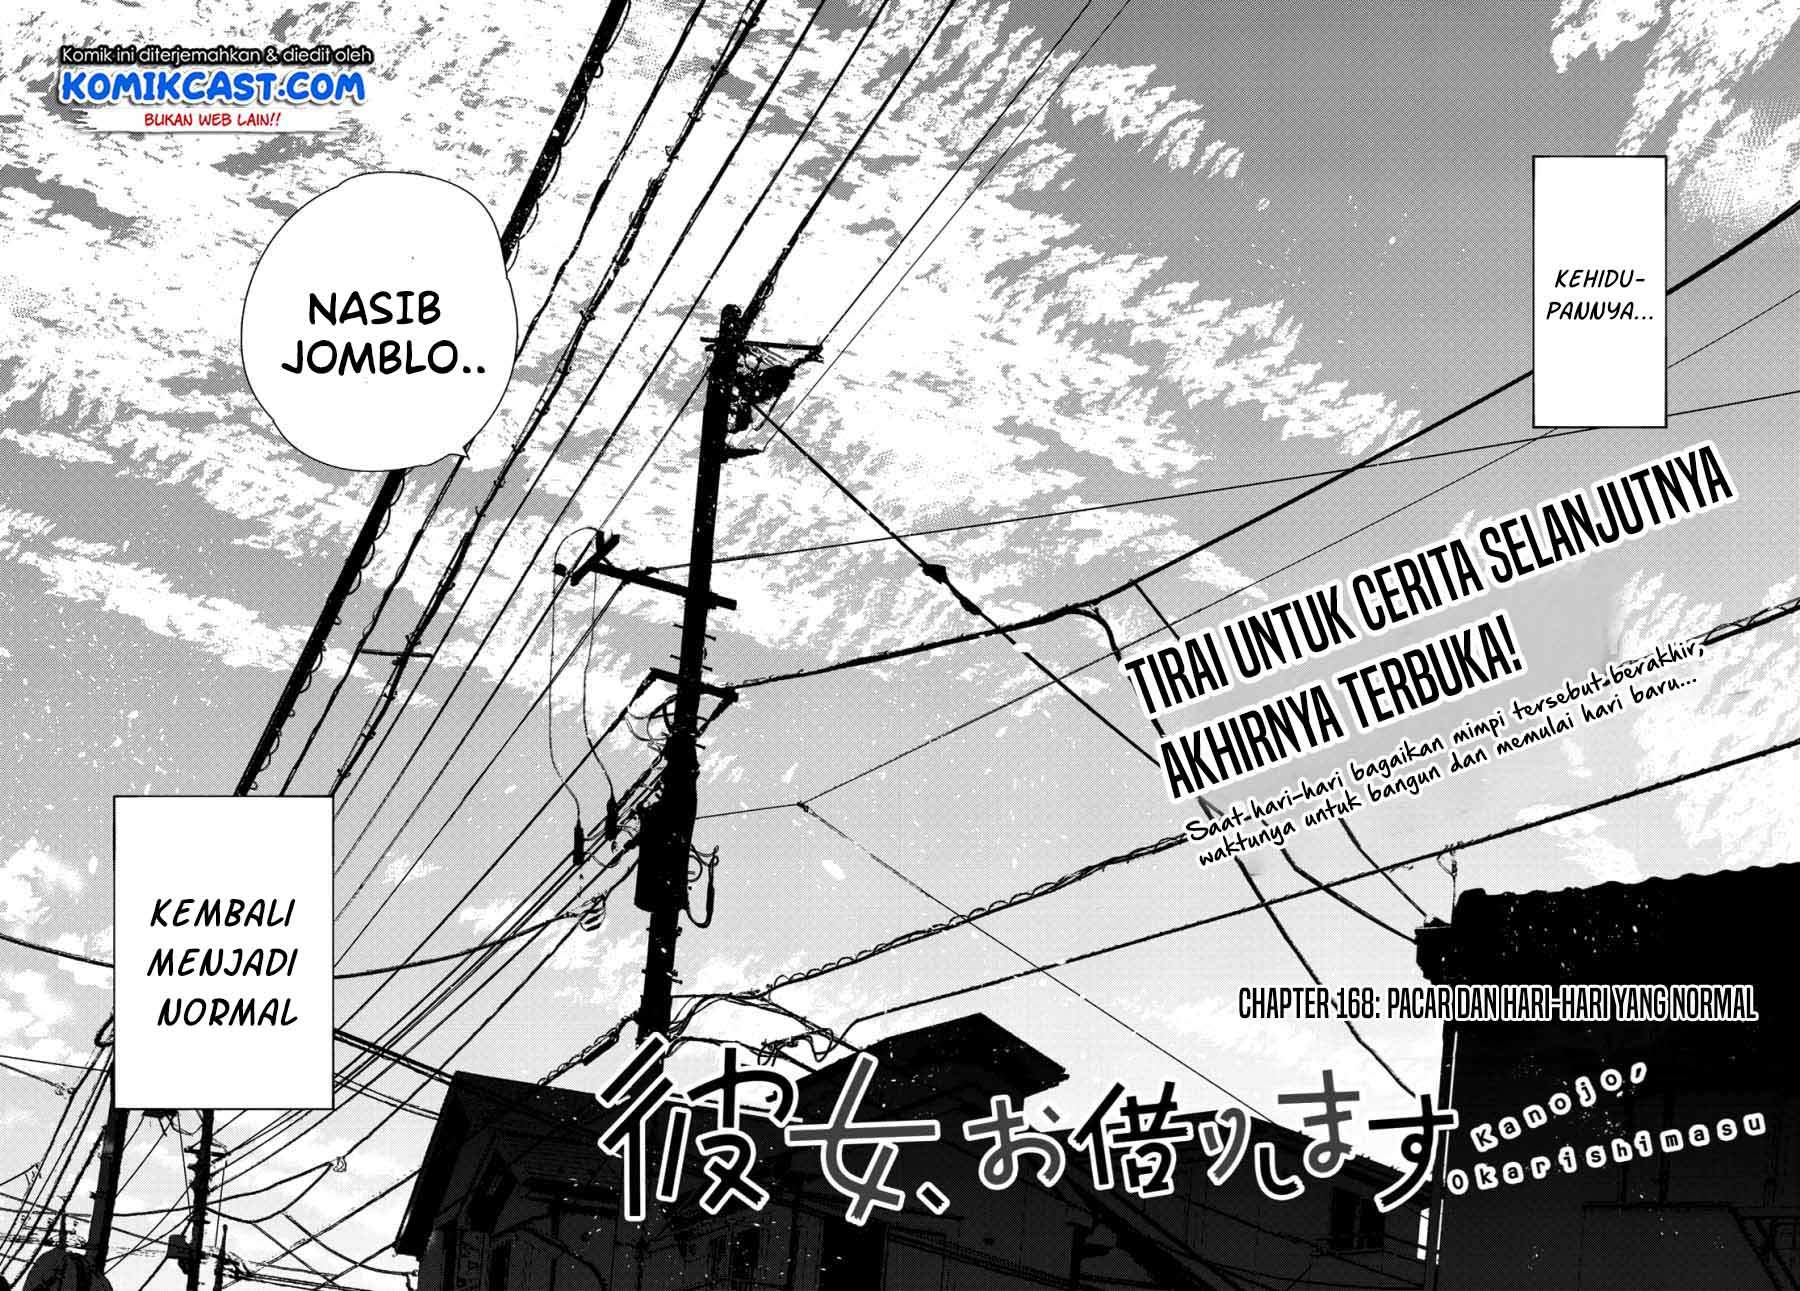 Komik ini diterjemahkan & diedit oleh
KOMIKCAST.COM
BUKAN WEB LAIN!!
KEHIDU-
PANNYA...
NASIB
JOMBLO..
TIRAI UNTUK CERITA SELANJUTNYA
AKHIRNYA TERBUKA!
Saat hari-hari bagaikan mimpi tersebut berakhir,
waktunya untuk bangun dan memulai hari baru...
KEMBALI
MENJADI
NORMAL
CHAPTER 168: PACAR DAN HARI-HARI YANG NORMAL
彼女、お借りします
Kanojo,
Okarishimasu